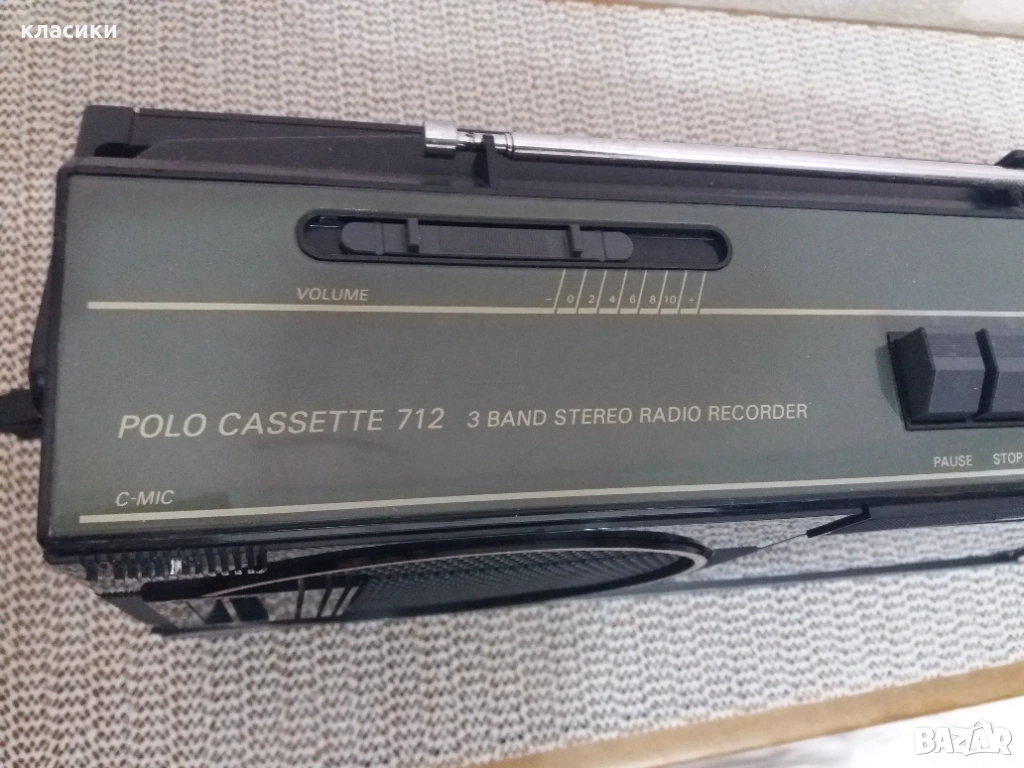 класики
VOLUME
- 0 2 4 6 8 10 +
POLO CASSETTE 712 3 BAND STEREO RADIO RECORDER
PAUSE STOP
C-MIC
BAZAR